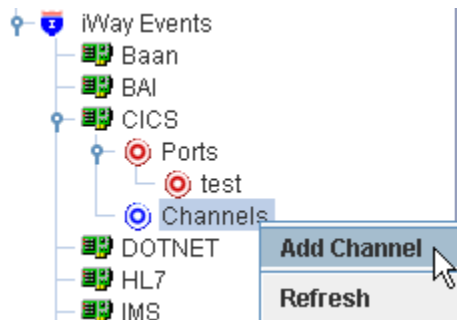 iWay Events
Baan
BAI
CICS
Ports
test
Channels
DOTNET
Add Channel
HL7
Refresh
IMS